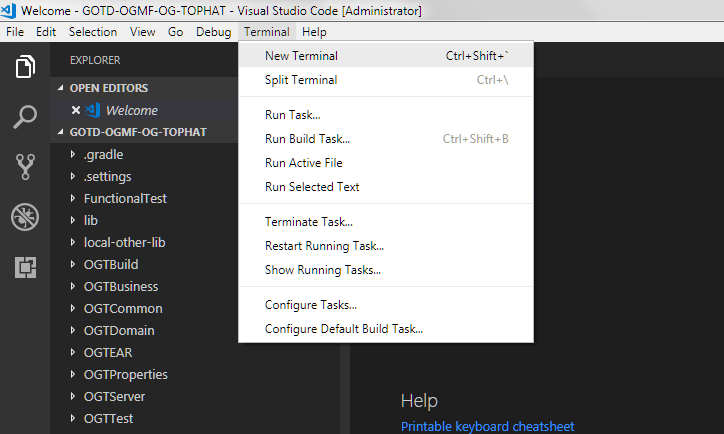 Welcome - GOTD-OGMF-OG-TOPHAT - Visual Studio Code [Administrator]
File Edit Selection View Go Debug Terminal Help
EXPLORER
OPEN EDITORS
Welcome
GOTD-OGMF-OG-TOPHAT
.gradle
.settings
FunctionalTest
lib
local-other-lib
OGTBuild
OGTBusiness
OGTCommon
OGTDomain
OGTEAR
OGTProperties
OGTServer
OGTTest
New Terminal Ctrl+Shift+`
Split Terminal Ctrl+\
Run Task...
Run Build Task... Ctrl+Shift+B
Run Active File
Run Selected Text
Terminate Task...
Restart Running Task...
Show Running Tasks...
Configure Tasks...
Configure Default Build Task...
Help
Printable keyboard cheatsheet